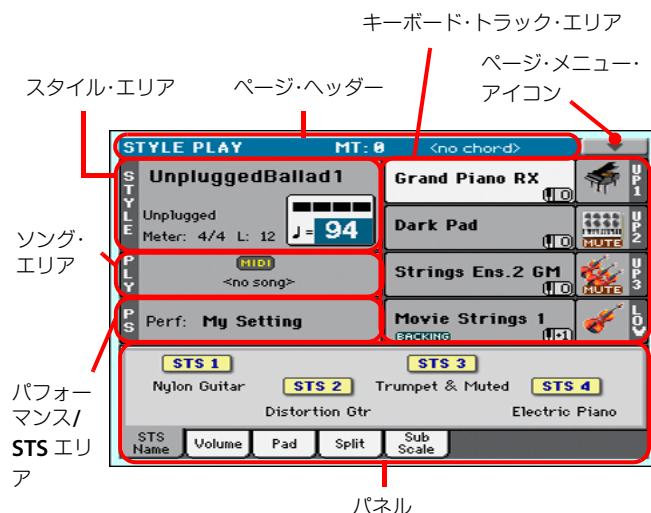 キーボード・トラック・エリア
スタイル・エリア
ページ・ヘッダー
ページ・メニュー・
アイコン
STYLE PLAY MT: 0 <no chord>
STYLE
UnpluggedBallad1
Unplugged
Meter: 4/4 L: 12 ♩= 94
Grand Piano RX
0
UP1
Dark Pad
0
MUTE
UP2
ソング・
エリア
PLY
MIDI
<no song>
Strings Ens.2 GM
0
MUTE
UP3
PS
Perf: My Setting
Movie Strings 1
BACKING
+1
LOW
パフォー
マンス/
STS エリ
ア
STS 1
Nylon Guitar
STS 2
Distortion Gtr
STS 3
Trumpet & Muted
STS 4
Electric Piano
STS
Name
Volume
Pad
Split
Sub
Scale
パネル